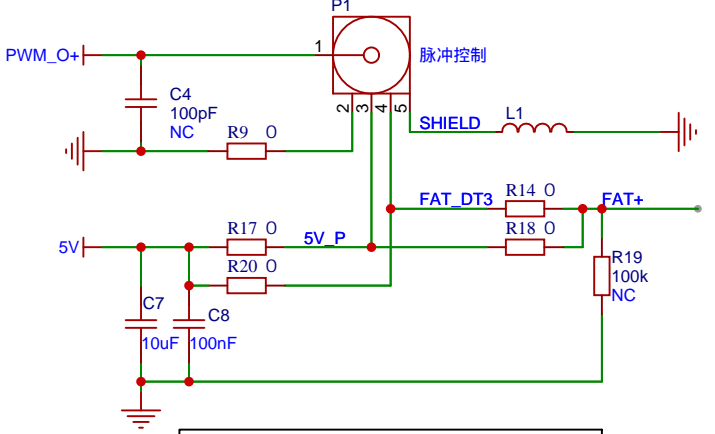 P1
PWM_O+
1
脉冲控制
C4
100pF
NC
2
3
4
5
SHIELD
L1
R9 0
FAT_DT3
R14 0
FAT+
R17 0
5V_P
R18 0
5V
R20 0
R19
100k
NC
C7
C8
10uF
100nF